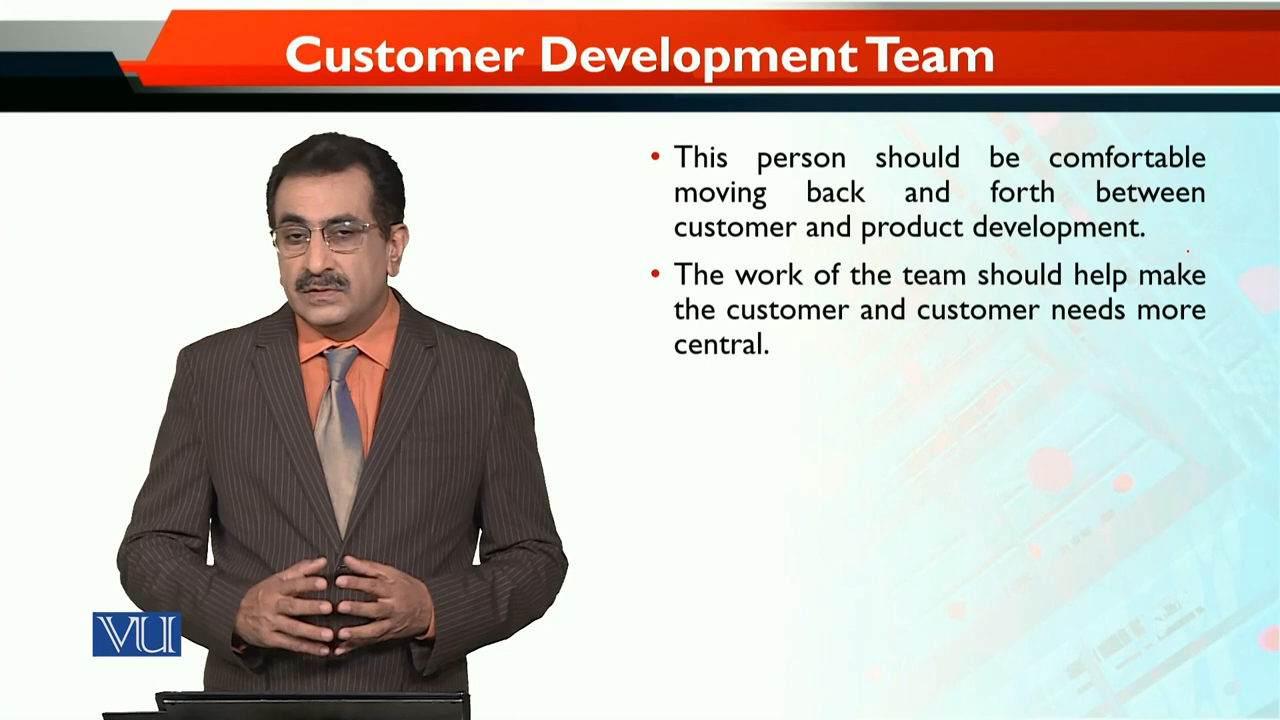 Customer Development Team
• This person should be comfortable
moving back and forth between
customer and product development.
• The work of the team should help make
the customer and customer needs more
central.
VU